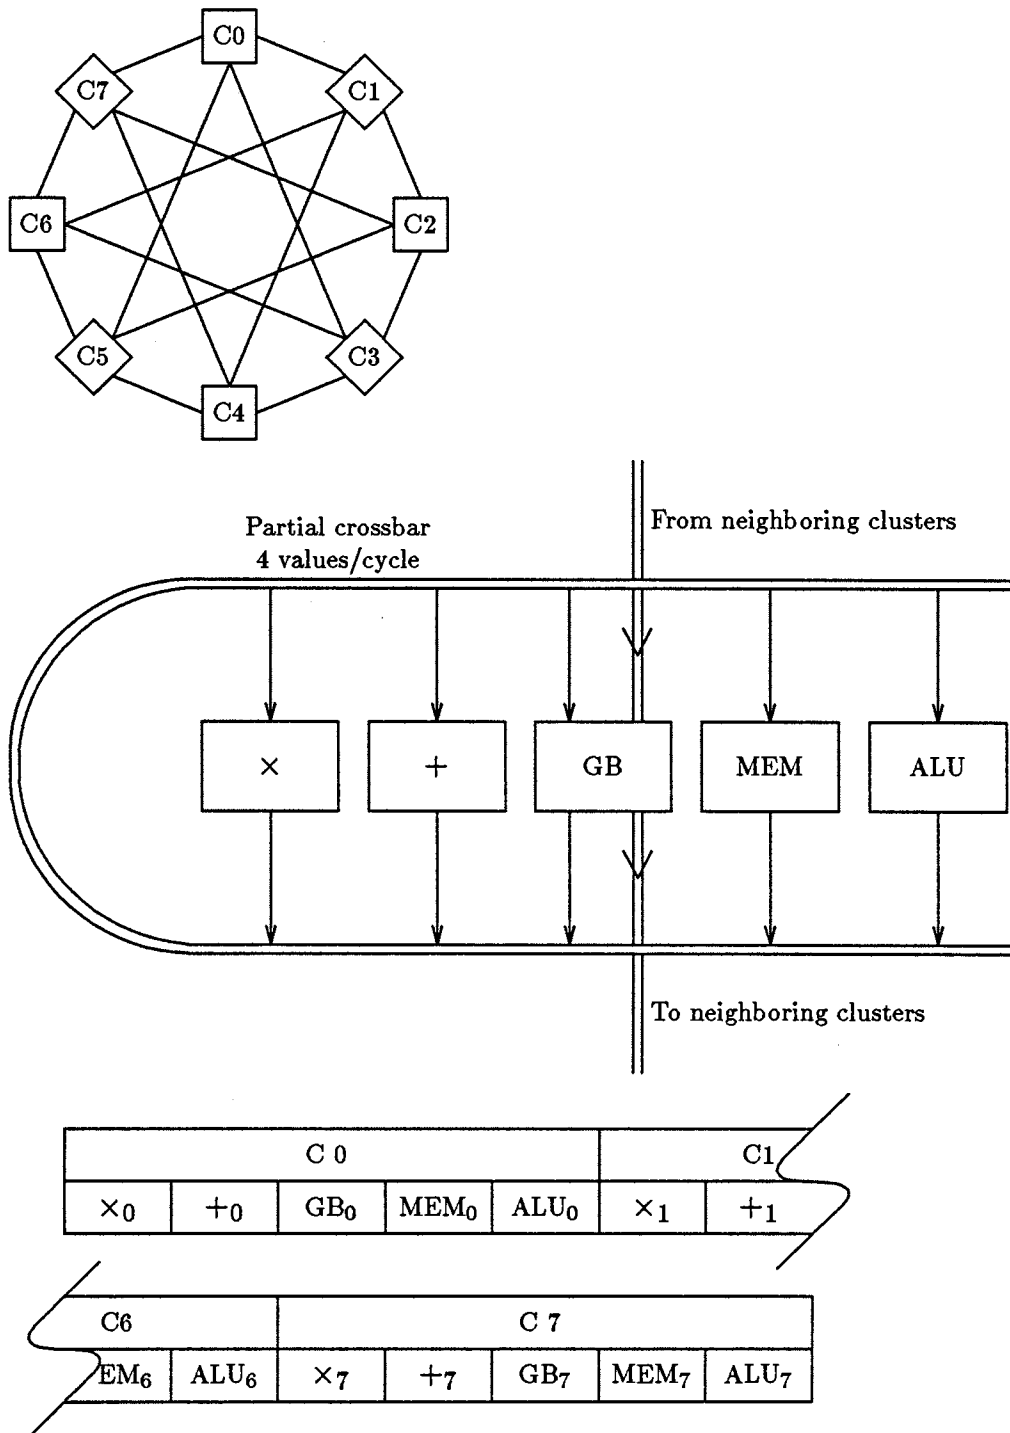 C0
C7
C1
C6
C2
C5
C3
C4
Partial crossbar
4 values/cycle
From neighboring clusters
× + GB MEM ALU
To neighboring clusters
C 0 C1
×0 +0 GB0 MEM0 ALU0 ×1 +1
C6 C 7
EM6 ALU6 ×7 +7 GB7 MEM7 ALU7